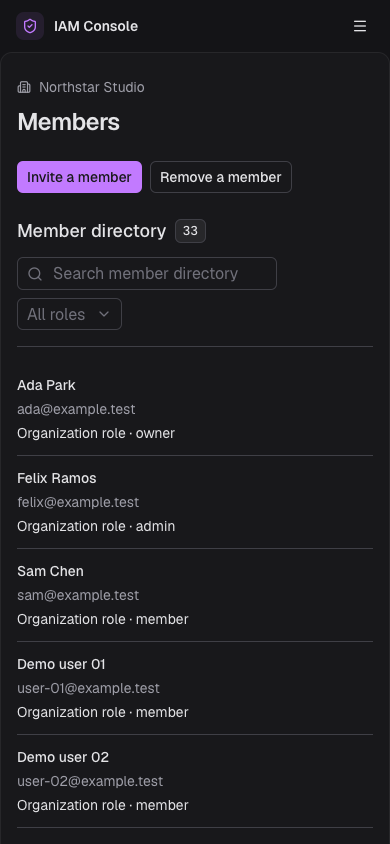 IAM Console
Northstar Studio
Members
Invite a member
Remove a member
Member directory 33
Search member directory
All roles
Ada Park
ada@example.test
Organization role · owner
Felix Ramos
felix@example.test
Organization role · admin
Sam Chen
sam@example.test
Organization role · member
Demo user 01
user-01@example.test
Organization role · member
Demo user 02
user-02@example.test
Organization role · member